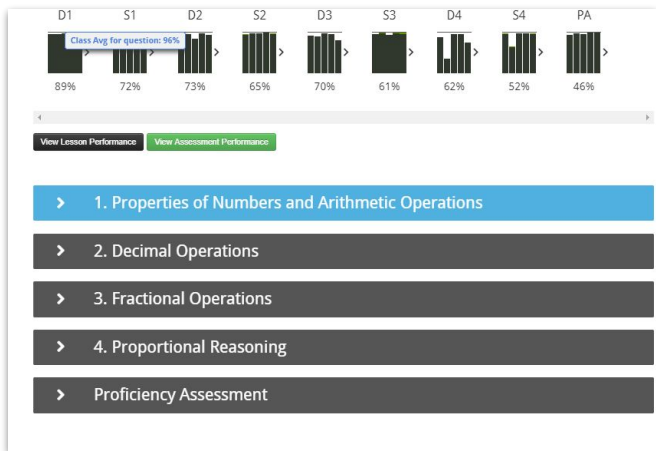 D1 S1 D2 S2 D3 S3 D4 S4 PA
Class Avg for question: 96%
89% 72% 73% 65% 70% 61% 62% 52% 46%
View Lesson Performance View Assessment Performance
1. Properties of Numbers and Arithmetic Operations
2. Decimal Operations
3. Fractional Operations
4. Proportional Reasoning
Proficiency Assessment